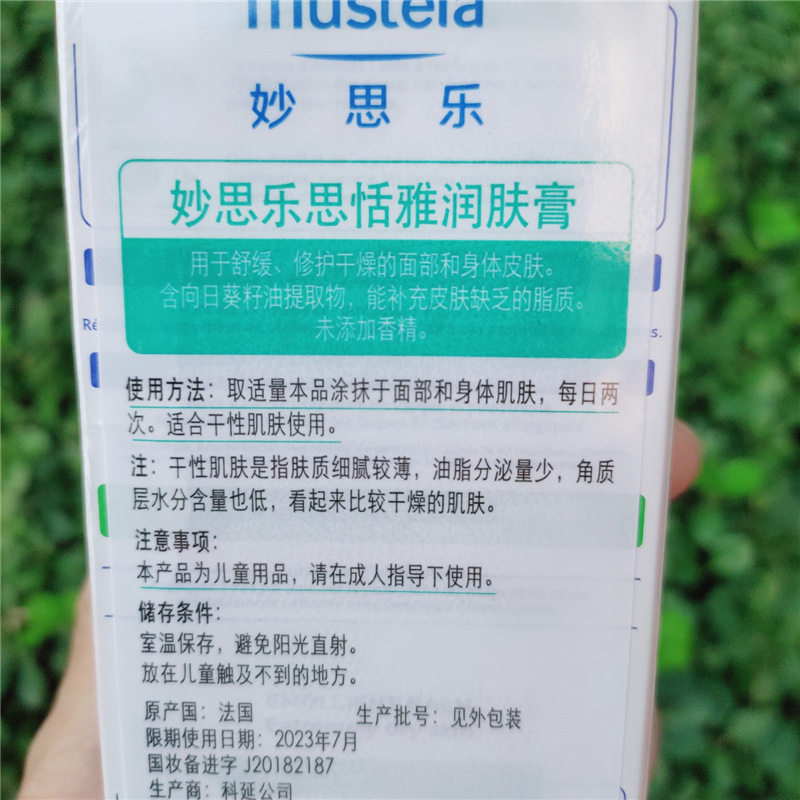 mustela
妙思乐
妙思乐思恬雅润肤膏
用于舒缓、修护干燥的面部和身体皮肤。
含向日葵籽油提取物，能补充皮肤缺乏的脂质。
未添加香精。
Ré
s.
使用方法：取适量本品涂抹于面部和身体肌肤，每日两
次。适合干性肌肤使用。
注：干性肌肤是指肤质细腻较薄，油脂分泌量少，角质
层水分含量也低，看起来比较干燥的肌肤。
注意事项：
本产品为儿童用品，请在成人指导下使用。
储存条件：
室温保存，避免阳光直射。
放在儿童触及不到的地方。
原产国：法国 生产批号：见外包装
限期使用日期：2023年7月
国妆备进字 J20182187
生产商：科延公司